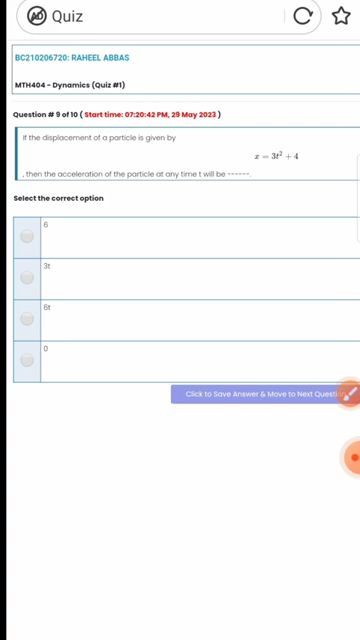 Quiz
BC210206720: RAHEEL ABBAS
MTH404 - Dynamics (Quiz #1)
Question # 9 of 10 ( Start time: 07:20:42 PM, 29 May 2023 )
If the displacement of a particle is given by
x = 3t² + 4
, then the acceleration of the particle at any time t will be ------.
Select the correct option
6
3t
6t
0
Click to Save Answer & Move to Next Questi